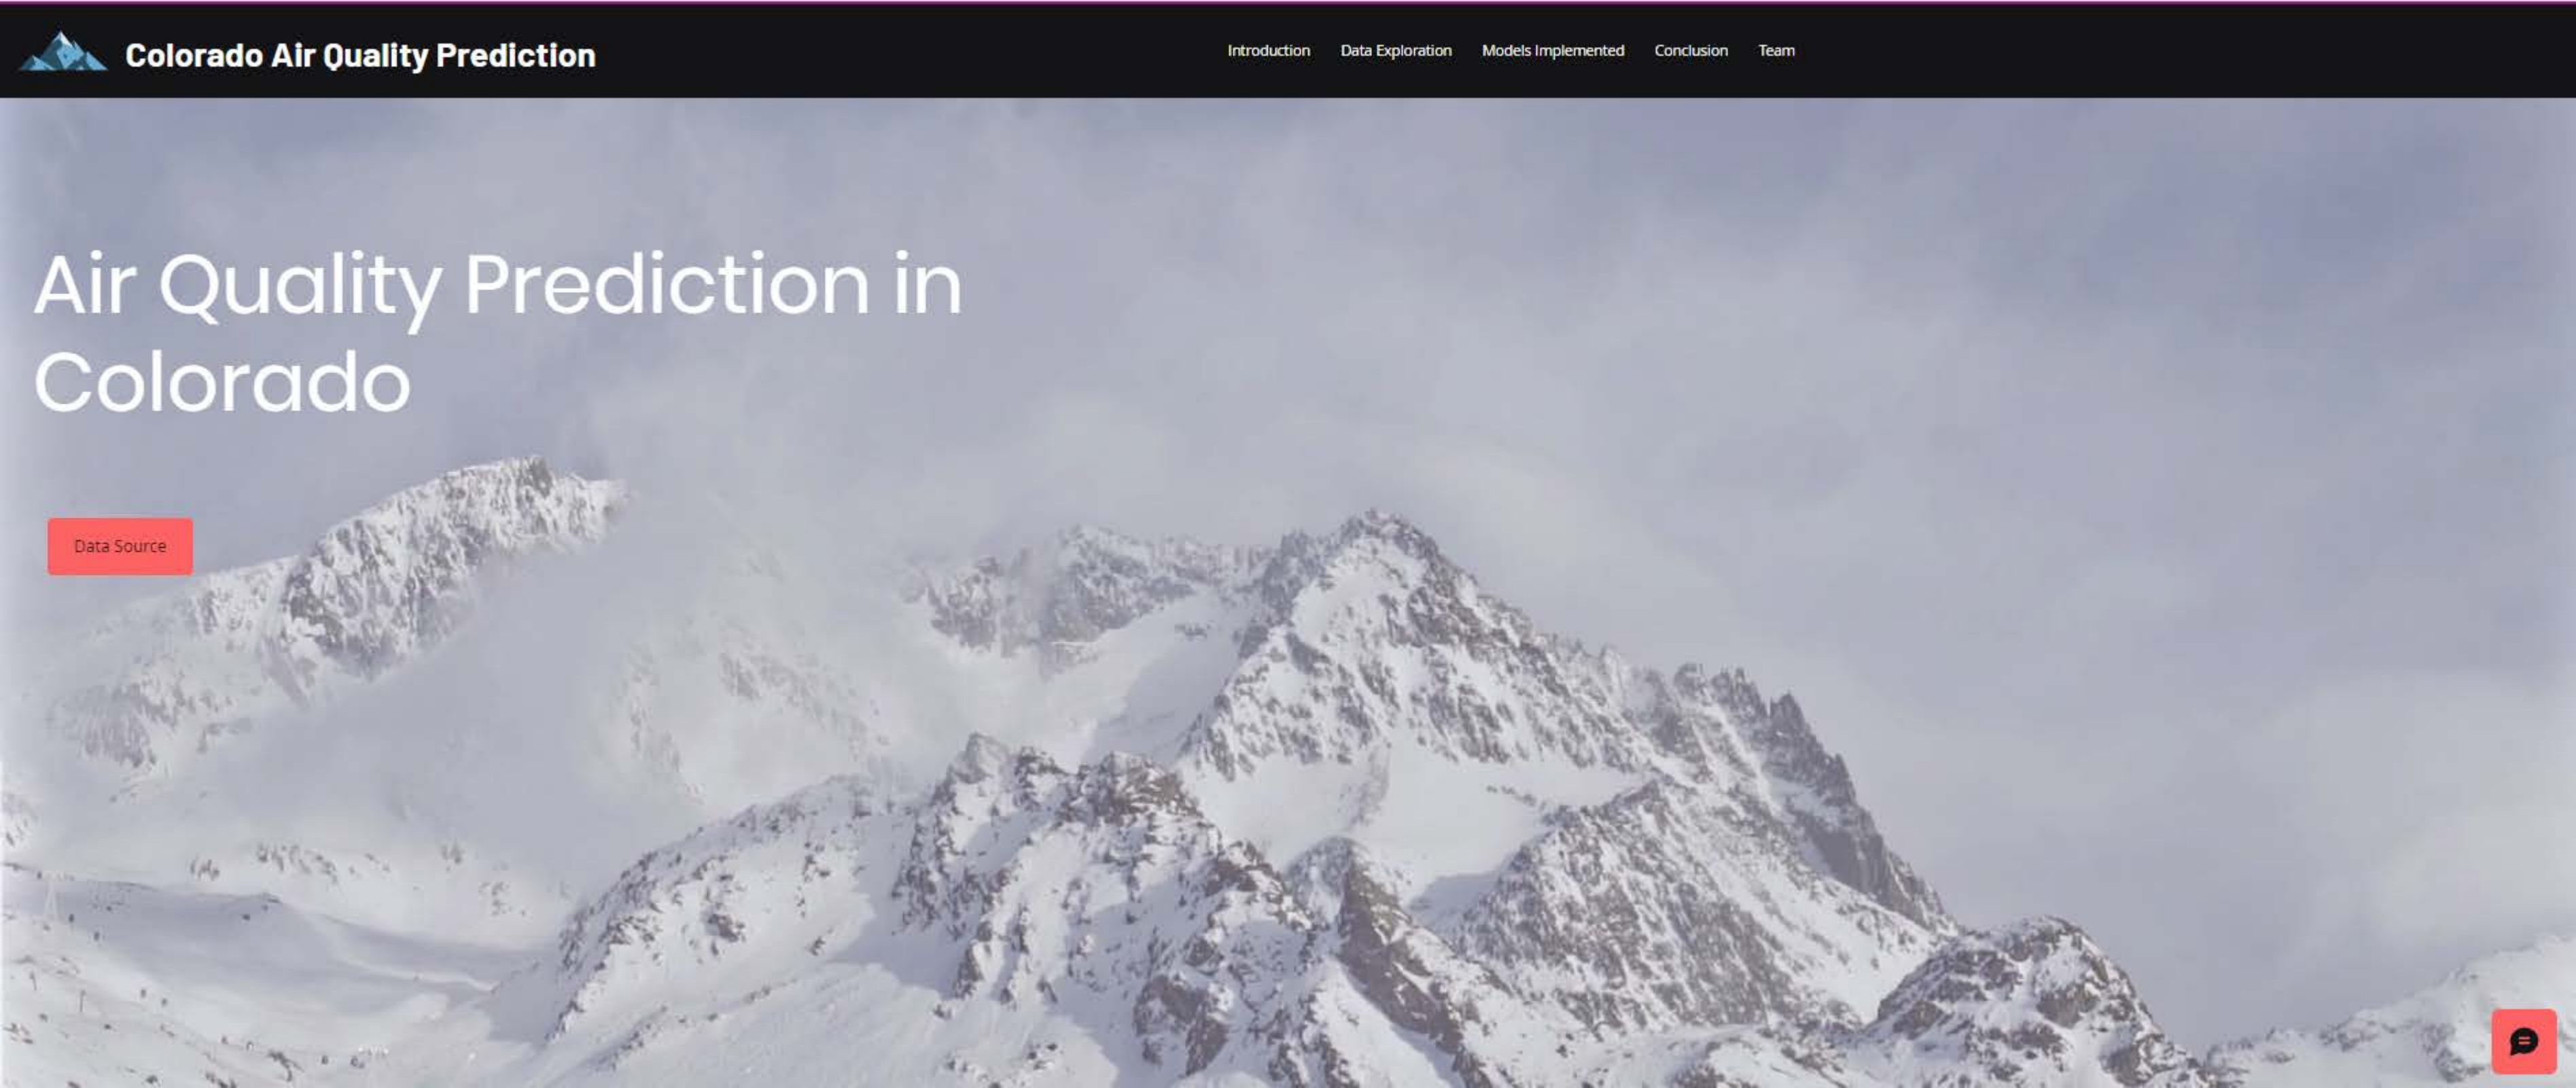 Colorado Air Quality Prediction
Introduction Data Exploration Models Implemented Conclusion Team
Air Quality Prediction in
Colorado
Data Source